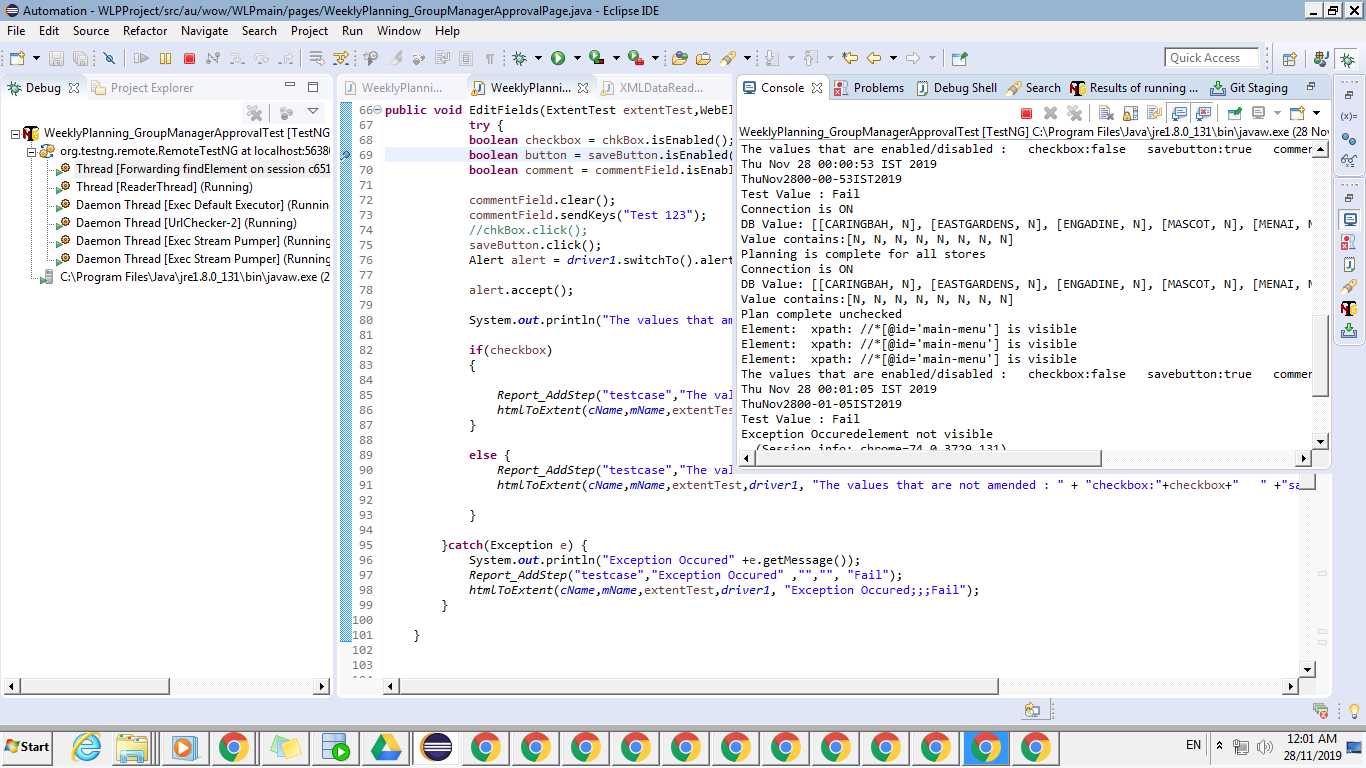 Automation - WLPProject/src/au/wow/WLPmain/pages/WeeklyPlanning_GroupManagerApprovalPage.java - Eclipse IDE
File Edit Source Refactor Navigate Search Project Run Window Help
Quick Access
Debug Project Explorer
WeeklyPlanning_GroupManagerApprovalTest [TestNG
org.testng.remote.RemoteTestNG at localhost:5638
Thread [Forwarding findElement on session c651
Thread [ReaderThread] (Running)
Daemon Thread [Exec Default Executor] (Runnin
Daemon Thread [UrlChecker-2] (Running)
Daemon Thread [Exec Stream Pumper] (Running
Daemon Thread [Exec Stream Pumper] (Running
C:\Program Files\Java\jre1.8.0_131\bin\javaw.exe (2
WeeklyPlanni... WeeklyPlanni... XMLDataRead...
66 public void EditFields(ExtentTest extentTest,WebEl
67 try {
68 boolean checkbox = chkBox.isEnabled();
69 boolean button = saveButton.isEnabled(
70 boolean comment = commentField.isEnabl
71
72 commentField.clear();
73 commentField.sendKeys("Test 123");
74 //chkBox.click();
75 saveButton.click();
76 Alert alert = driver1.switchTo().alert
77
78 alert.accept();
79
80 System.out.println("The values that am
81
82 if(checkbox)
83 {
84
85 Report_AddStep("testcase","The val
86 htmlToExtent(cName,mName,extentTes
87 }
88
89 else {
90 Report_AddStep("testcase","The val
91 htmlToExtent(cName,mName,extentTest,driver1, "The values that are not amended : " + "checkbox:"+checkbox+" " +"sa
92
93 }
94
95 }catch(Exception e) {
96 System.out.println("Exception Occured" +e.getMessage());
97 Report_AddStep("testcase","Exception Occured" ,"","", "Fail");
98 htmlToExtent(cName,mName,extentTest,driver1, "Exception Occured;;;Fail");
99 }
100
101 }
102
103
Console Problems Debug Shell Search Results of running ... Git Staging
WeeklyPlanning_GroupManagerApprovalTest [TestNG] C:\Program Files\Java\jre1.8.0_131\bin\javaw.exe (28 Nov
The values that are enabled/disabled : checkbox:false savebutton:true commen
Thu Nov 28 00:00:53 IST 2019
ThuNov2800-00-53IST2019
Test Value : Fail
Connection is ON
DB Value: [[CARINGBAH, N], [EASTGARDENS, N], [ENGADINE, N], [MASCOT, N], [MENAI, N
Value contains:[N, N, N, N, N, N, N, N]
Planning is complete for all stores
Connection is ON
DB Value: [[CARINGBAH, N], [EASTGARDENS, N], [ENGADINE, N], [MASCOT, N], [MENAI, N
Value contains:[N, N, N, N, N, N, N, N]
Plan complete unchecked
Element: xpath: //*[@id='main-menu'] is visible
Element: xpath: //*[@id='main-menu'] is visible
Element: xpath: //*[@id='main-menu'] is visible
The values that are enabled/disabled : checkbox:false savebutton:true commen
Thu Nov 28 00:01:05 IST 2019
ThuNov2800-01-05IST2019
Test Value : Fail
Exception Occuredelement not visible
(Session info: chrome=74.0.3729.131)
Start
EN
12:01 AM
28/11/2019